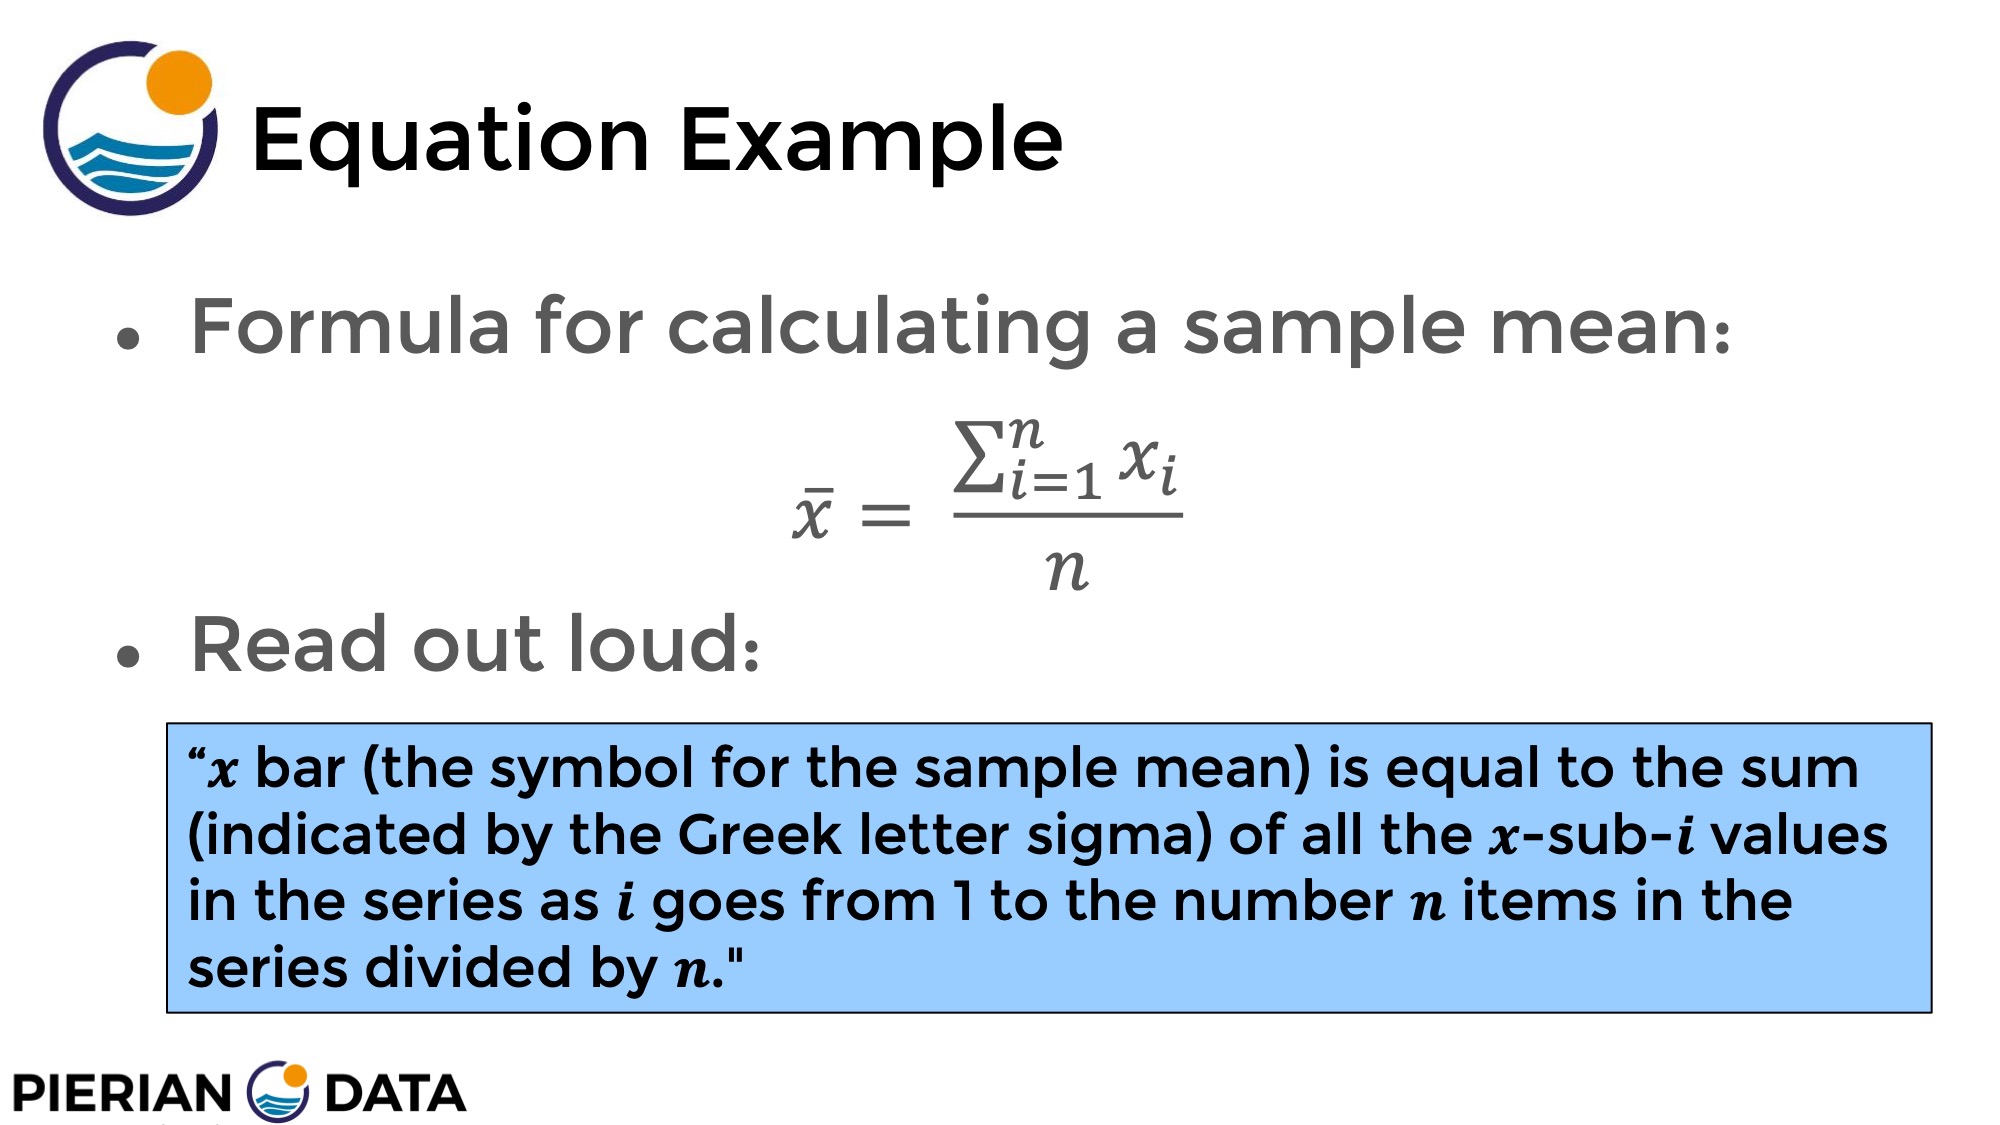 Equation Example
• Formula for calculating a sample mean:
x̄ = \frac{\sum_{i=1}^{n} x_i}{n}
• Read out loud:
“x bar (the symbol for the sample mean) is equal to the sum
(indicated by the Greek letter sigma) of all the x-sub-i values
in the series as i goes from 1 to the number n items in the
series divided by n."
PIERIAN DATA